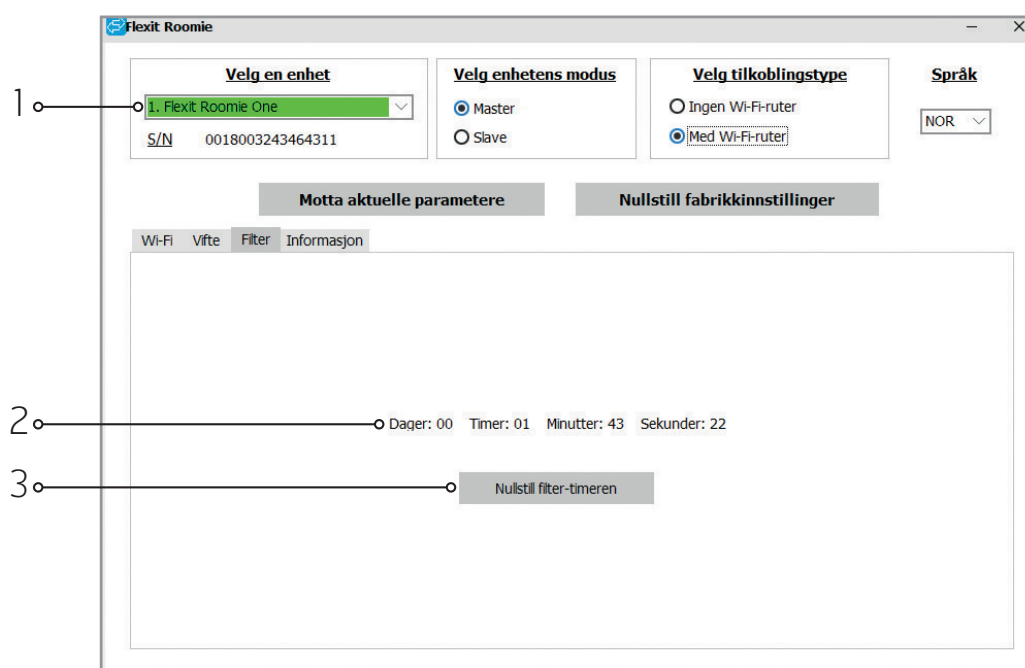 Flexit Roomie
Velg en enhet
1. Flexit Roomie One
S/N 0018003243464311
Velg enhetens modus
Master
Slave
Velg tilkoblingstype
Ingen Wi-Fi-ruter
Med Wi-Fi-ruter
Språk
NOR
Motta aktuelle parametere
Nullstill fabrikkinnstillinger
Wi-Fi Vifte Filter Informasjon
1
2
Dager: 00 Timer: 01 Minutter: 43 Sekunder: 22
3
Nullstill filter-timeren